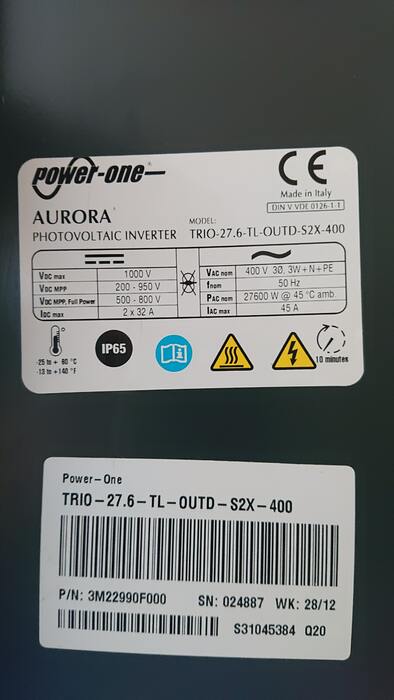 power-one
CE
Made in Italy
DIN V VDE 0126-1-1
AURORA
PHOTOVOLTAIC INVERTER
MODEL:
TRIO-27.6-TL-OUTD-S2X-400
VDC max 1000 V
VDC MPP 200 - 950 V
VDC MPP, Full Power 500 - 800 V
IDC max 2 x 32 A
VAC nom 400 V 3Ø, 3W+N+PE
fnom 50 Hz
PAC nom 27600 W @ 45 °C amb.
IAC max 45 A
-25 to + 60 °C
-13 to +140 °F
IP65
10 minutes
Power-One
TRIO-27.6-TL-OUTD-S2X-400
P/N: 3M22990F000 SN: 024887 WK: 28/12
S31045384 Q20